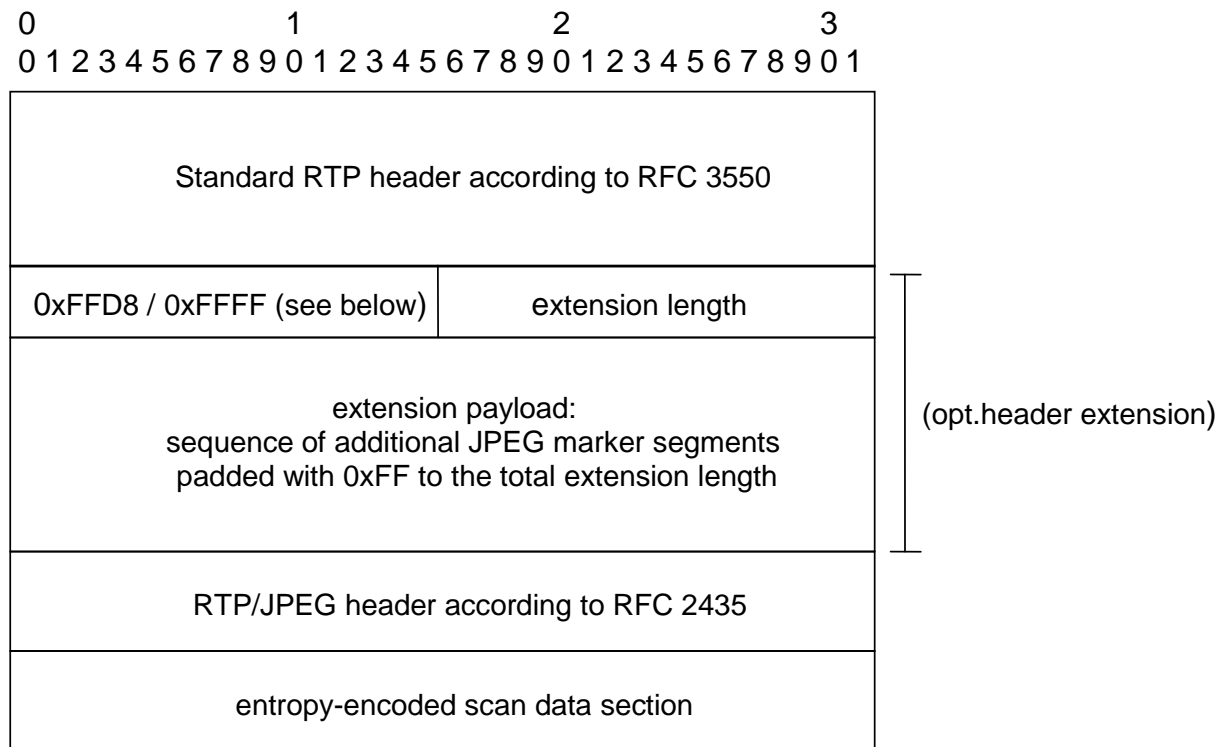 0 1 2 3
0 1 2 3 4 5 6 7 8 9 0 1 2 3 4 5 6 7 8 9 0 1 2 3 4 5 6 7 8 9 0 1
Standard RTP header according to RFC 3550
0xFFD8 / 0xFFFF (see below) extension length
extension payload:
sequence of additional JPEG marker segments
padded with 0xFF to the total extension length
(opt.header extension)
RTP/JPEG header according to RFC 2435
entropy-encoded scan data section